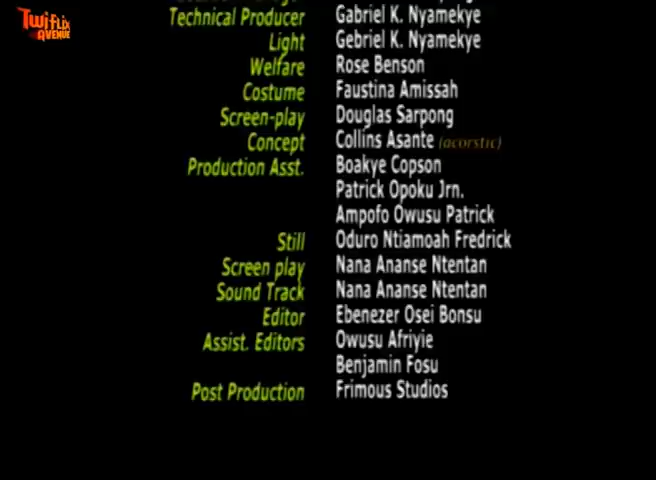 Twiflix
Avenue
Technical Producer Gabriel K. Nyamekye
Light Gebriel K. Nyamekye
Welfare Rose Benson
Costume Faustina Amissah
Screen-play Douglas Sarpong
Concept Collins Asante (acorstic)
Production Asst. Boakye Copson
Patrick Opoku Jrn.
Ampofo Owusu Patrick
Still Oduro Ntiamoah Fredrick
Screen play Nana Ananse Ntentan
Sound Track Nana Ananse Ntentan
Editor Ebenezer Osei Bonsu
Assist. Editors Owusu Afriyie
Benjamin Fosu
Post Production Frimous Studios